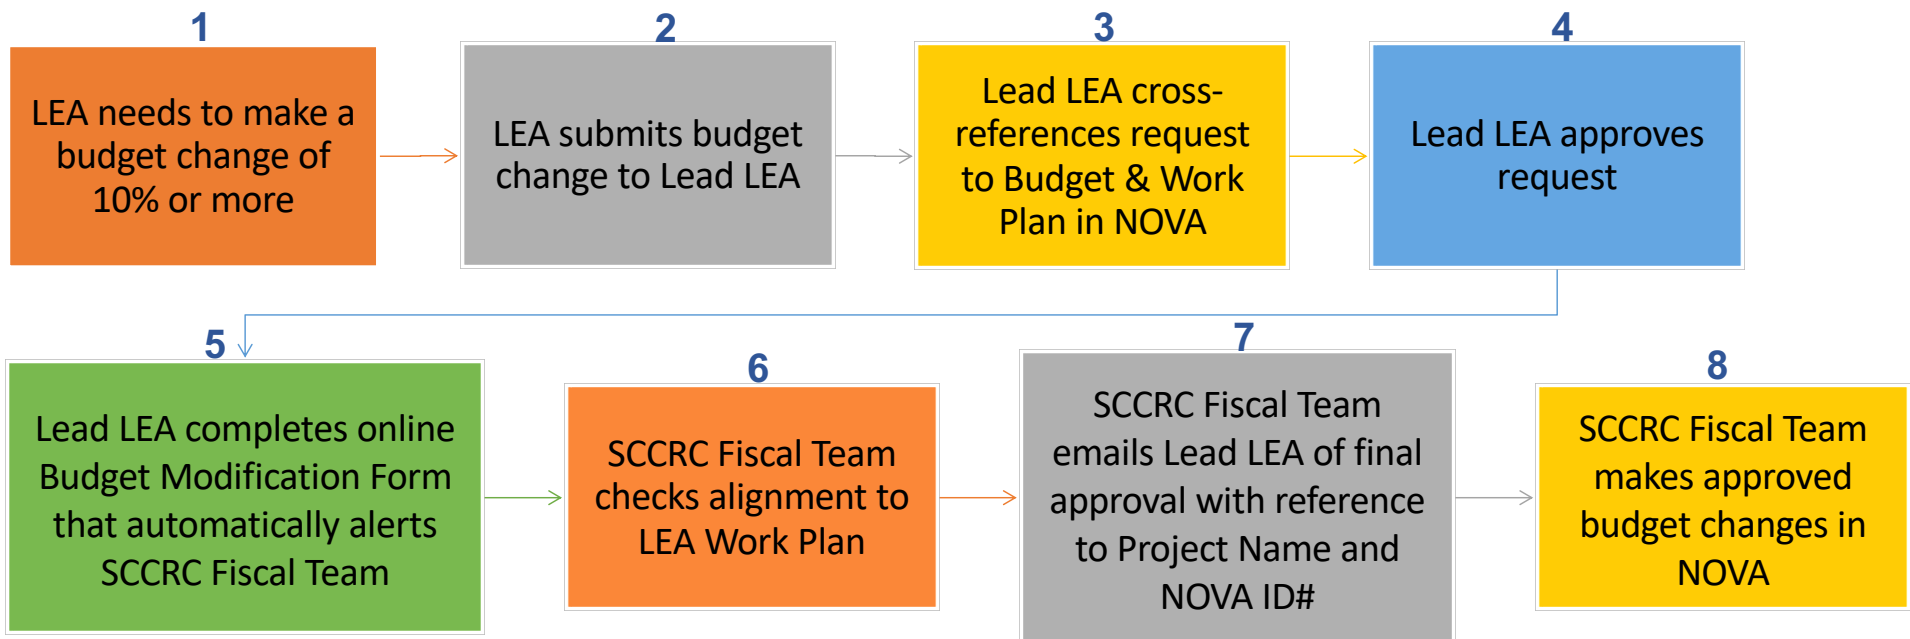 1
LEA needs to make a
budget change of
10% or more
2
LEA submits budget
change to Lead LEA
3
Lead LEA cross-
references request
to Budget & Work
Plan in NOVA
4
Lead LEA approves
request
5
Lead LEA completes online
Budget Modification Form
that automatically alerts
SCCRC Fiscal Team
6
SCCRC Fiscal Team
checks alignment to
LEA Work Plan
7
SCCRC Fiscal Team
emails Lead LEA of final
approval with reference
to Project Name and
NOVA ID#
8
SCCRC Fiscal Team
makes approved
budget changes in
NOVA